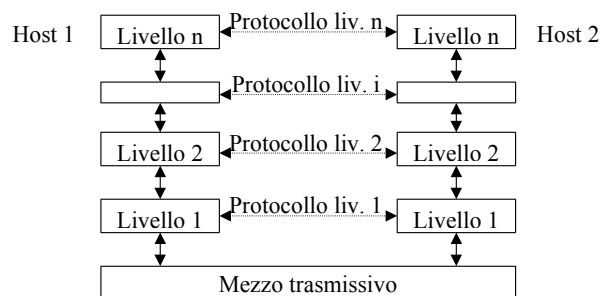 Host 1 Livello n Protocollo liv. n Livello n Host 2
Protocollo liv. i
Livello 2 Protocollo liv. 2 Livello 2
Livello 1 Protocollo liv. 1 Livello 1
Mezzo trasmissivo